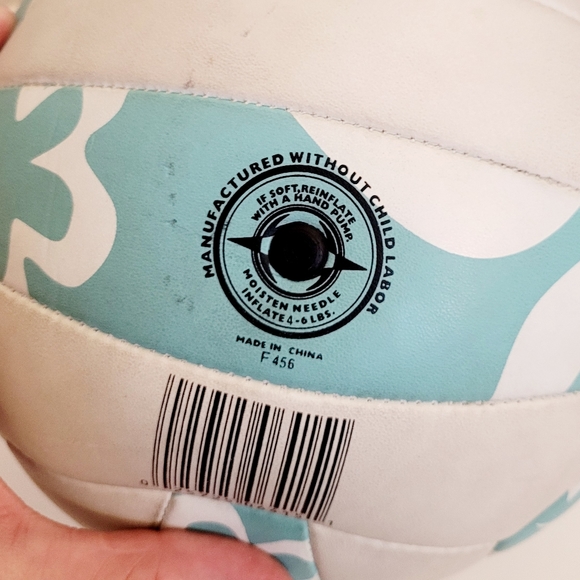 MANUFACTURED WITHOUT CHILD LABOR
IF SOFT, REINFLATE
WITH A HAND PUMP.
MOISTEN NEEDLE
INFLATE 4-6 LBS.
MADE IN CHINA
F 456